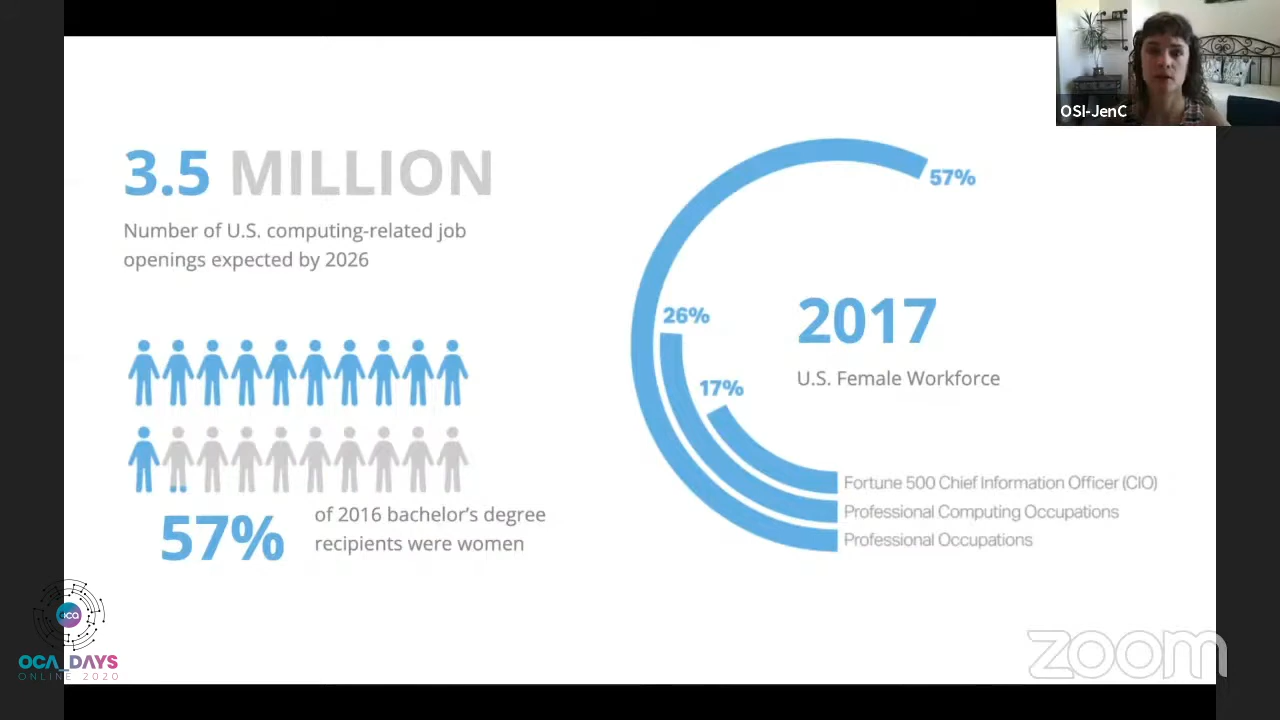 OSI-JenC
3.5 MILLION
Number of U.S. computing-related job
openings expected by 2026
57%
of 2016 bachelor's degree
recipients were women
57%
26%
17%
2017
U.S. Female Workforce
Fortune 500 Chief Information Officer (CIO)
Professional Computing Occupations
Professional Occupations
oca
OCA_DAYS
ONLINE 2020
zoom